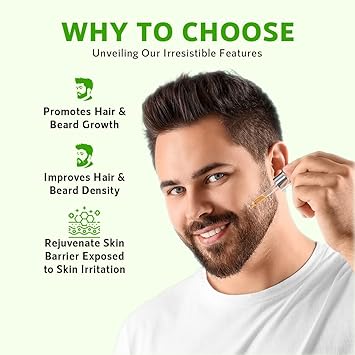 WHY TO CHOOSE
Unveiling Our Irresistible Features
Promotes Hair &
Beard Growth
Improves Hair &
Beard Density
Rejuvenate Skin
Barrier Exposed
to Skin Irritation